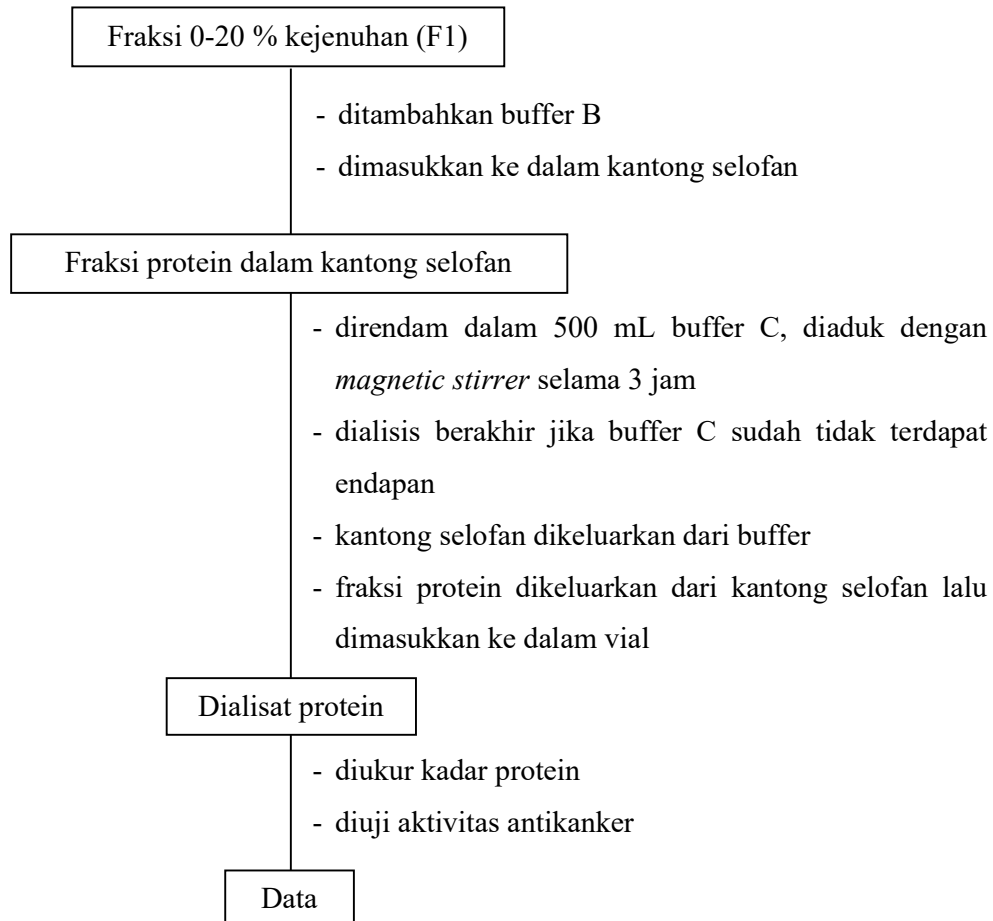 Fraksi 0-20 % kejenuhan (F1)
- ditambahkan buffer B
- dimasukkan ke dalam kantong selofan
Fraksi protein dalam kantong selofan
- direndam dalam 500 mL buffer C, diaduk dengan
magnetic stirrer selama 3 jam
- dialisis berakhir jika buffer C sudah tidak terdapat
endapan
- kantong selofan dikeluarkan dari buffer
- fraksi protein dikeluarkan dari kantong selofan lalu
dimasukkan ke dalam vial
Dialisat protein
- diukur kadar protein
- diuji aktivitas antikanker
Data